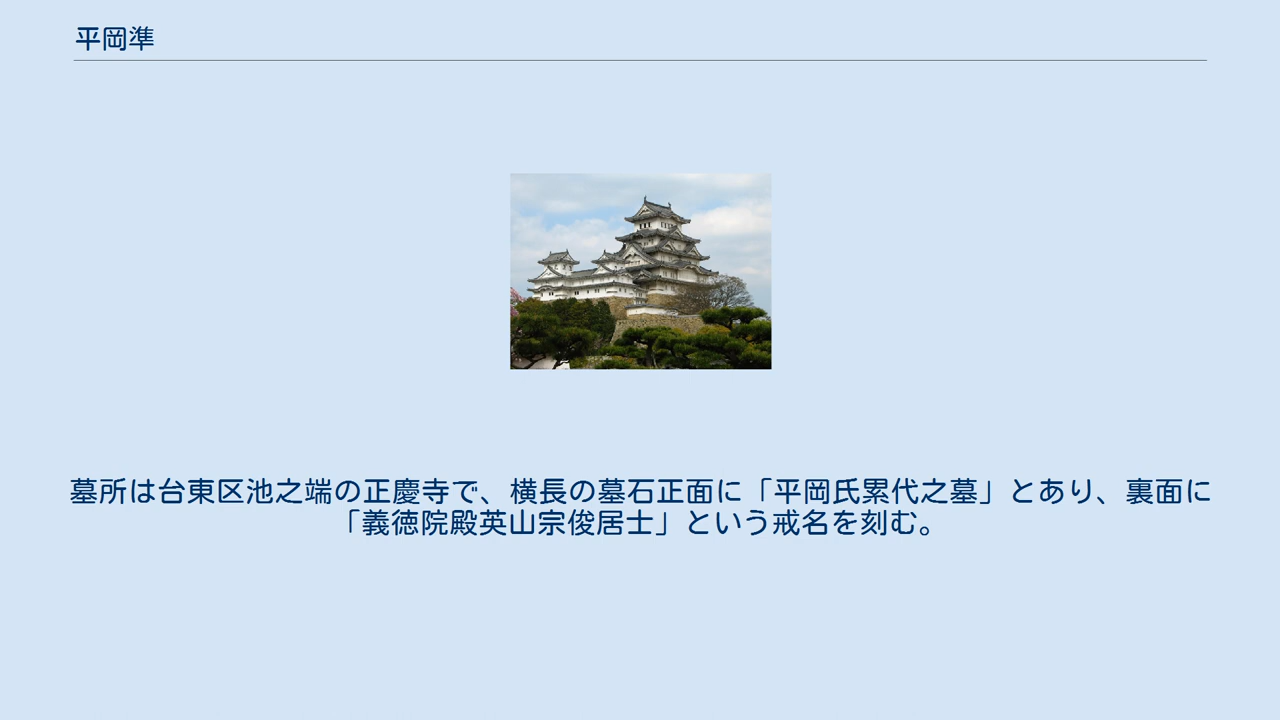 平岡準
墓所は台東区池之端の正慶寺で、横長の墓石正面に「平岡氏累代之墓」とあり、裏面に
「義徳院殿英山宗俊居士」という戒名を刻む。